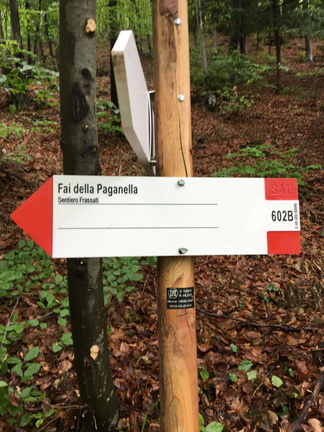 Fai della Paganella
Sentiero Frassati
SAT
602B